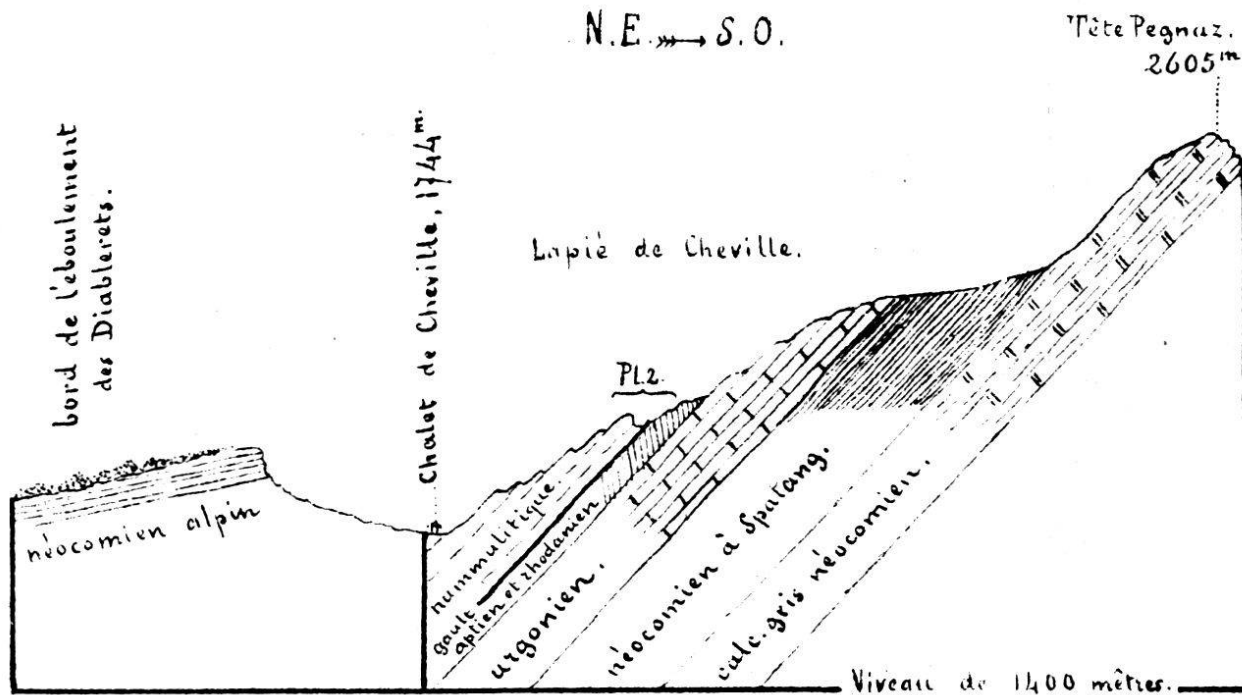 N.E. → S.O.
Tête Pegnaz.
2605m
bord de l'éboulement
des Diablerets.
Chalet de Cheville, 1744m.
Lapié de Cheville.
Pl.2.
néocomien alpin
nummulitique
gault
aptien et rhodanien
urgonien.
néocomien à Spatang.
calc. gris néocomien.
Niveau de 1400 mètres.